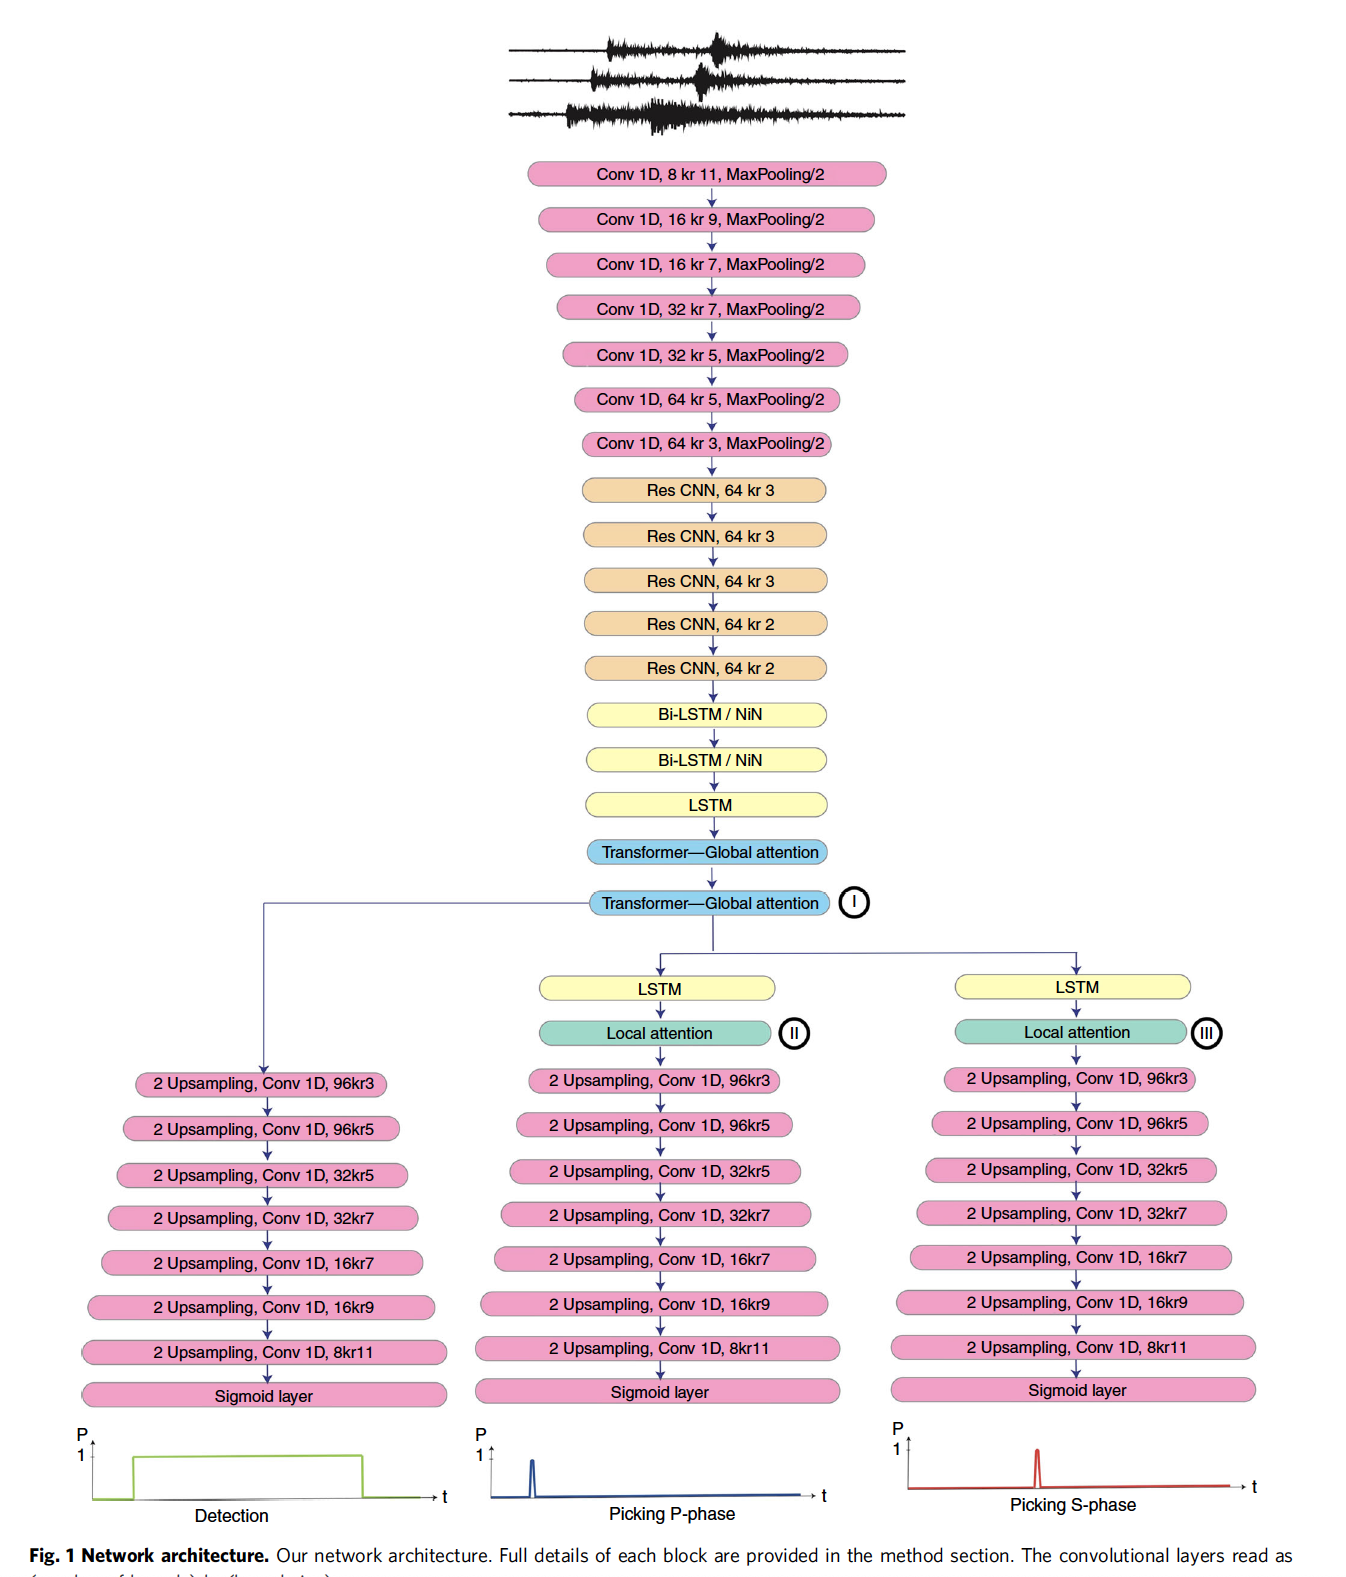 Conv 1D, 8 kr 11, MaxPooling/2
Conv 1D, 16 kr 9, MaxPooling/2
Conv 1D, 16 kr 7, MaxPooling/2
Conv 1D, 32 kr 7, MaxPooling/2
Conv 1D, 32 kr 5, MaxPooling/2
Conv 1D, 64 kr 5, MaxPooling/2
Conv 1D, 64 kr 3, MaxPooling/2
Res CNN, 64 kr 3
Res CNN, 64 kr 3
Res CNN, 64 kr 3
Res CNN, 64 kr 2
Res CNN, 64 kr 2
Bi-LSTM / NiN
Bi-LSTM / NiN
LSTM
Transformer—Global attention
Transformer—Global attention
I
2 Upsampling, Conv 1D, 96kr3
2 Upsampling, Conv 1D, 96kr5
2 Upsampling, Conv 1D, 32kr5
2 Upsampling, Conv 1D, 32kr7
2 Upsampling, Conv 1D, 16kr7
2 Upsampling, Conv 1D, 16kr9
2 Upsampling, Conv 1D, 8kr11
Sigmoid layer
P
1
t
Detection
LSTM
Local attention
II
2 Upsampling, Conv 1D, 96kr3
2 Upsampling, Conv 1D, 96kr5
2 Upsampling, Conv 1D, 32kr5
2 Upsampling, Conv 1D, 32kr7
2 Upsampling, Conv 1D, 16kr7
2 Upsampling, Conv 1D, 16kr9
2 Upsampling, Conv 1D, 8kr11
Sigmoid layer
P
1
t
Picking P-phase
LSTM
Local attention
III
2 Upsampling, Conv 1D, 96kr3
2 Upsampling, Conv 1D, 96kr5
2 Upsampling, Conv 1D, 32kr5
2 Upsampling, Conv 1D, 32kr7
2 Upsampling, Conv 1D, 16kr7
2 Upsampling, Conv 1D, 16kr9
2 Upsampling, Conv 1D, 8kr11
Sigmoid layer
P
1
t
Picking S-phase
Fig. 1 Network architecture. Our network architecture. Full details of each block are provided in the method section. The convolutional layers read as